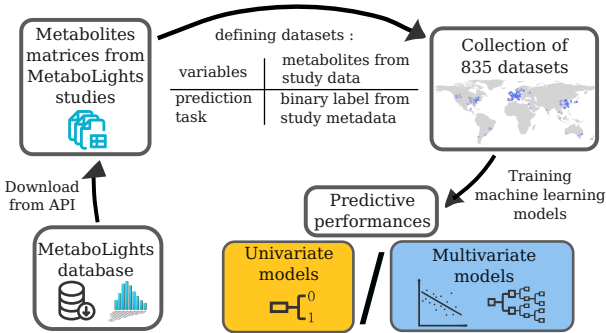 Metabolites
matrices from
MetaboLights
studies
defining datasets :
variables
metabolites from
study data
prediction
task
binary label from
study metadata
Collection of
835 datasets
Download
from API
Training
machine learning
models
Predictive
performances
MetaboLights
database
Univariate
models
0
1
Multivariate
models